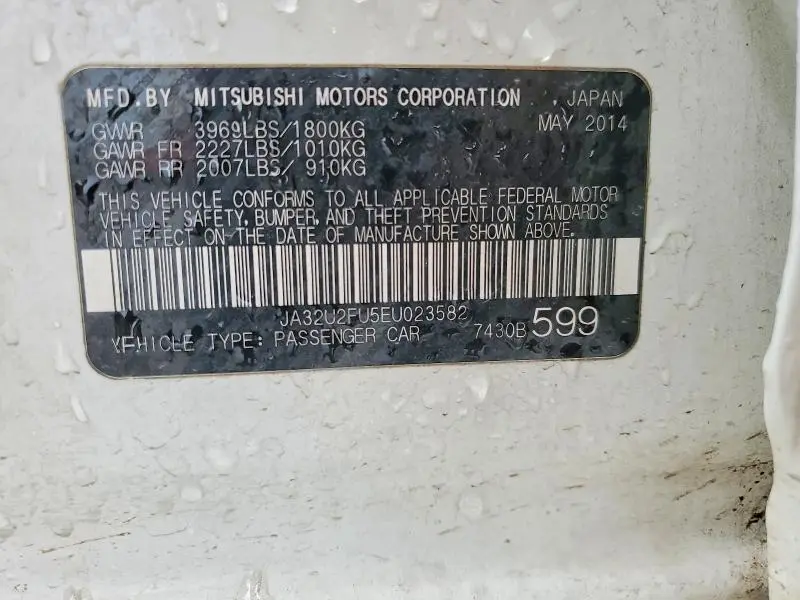 MFD.BY MITSUBISHI MOTORS CORPORATION JAPAN
MAY 2014
GVWR 3969LBS/1800KG
GAWR FR 2227LBS/1010KG
GAWR RR 2007LBS/ 910KG
THIS VEHICLE CONFORMS TO ALL APPLICABLE FEDERAL MOTOR
VEHICLE SAFETY, BUMPER, AND THEFT PREVENTION STANDARDS
IN EFFECT ON THE DATE OF MANUFACTURE SHOWN ABOVE.
JA32U2FU5EU023582
VEHICLE TYPE: PASSENGER CAR 7430B 599